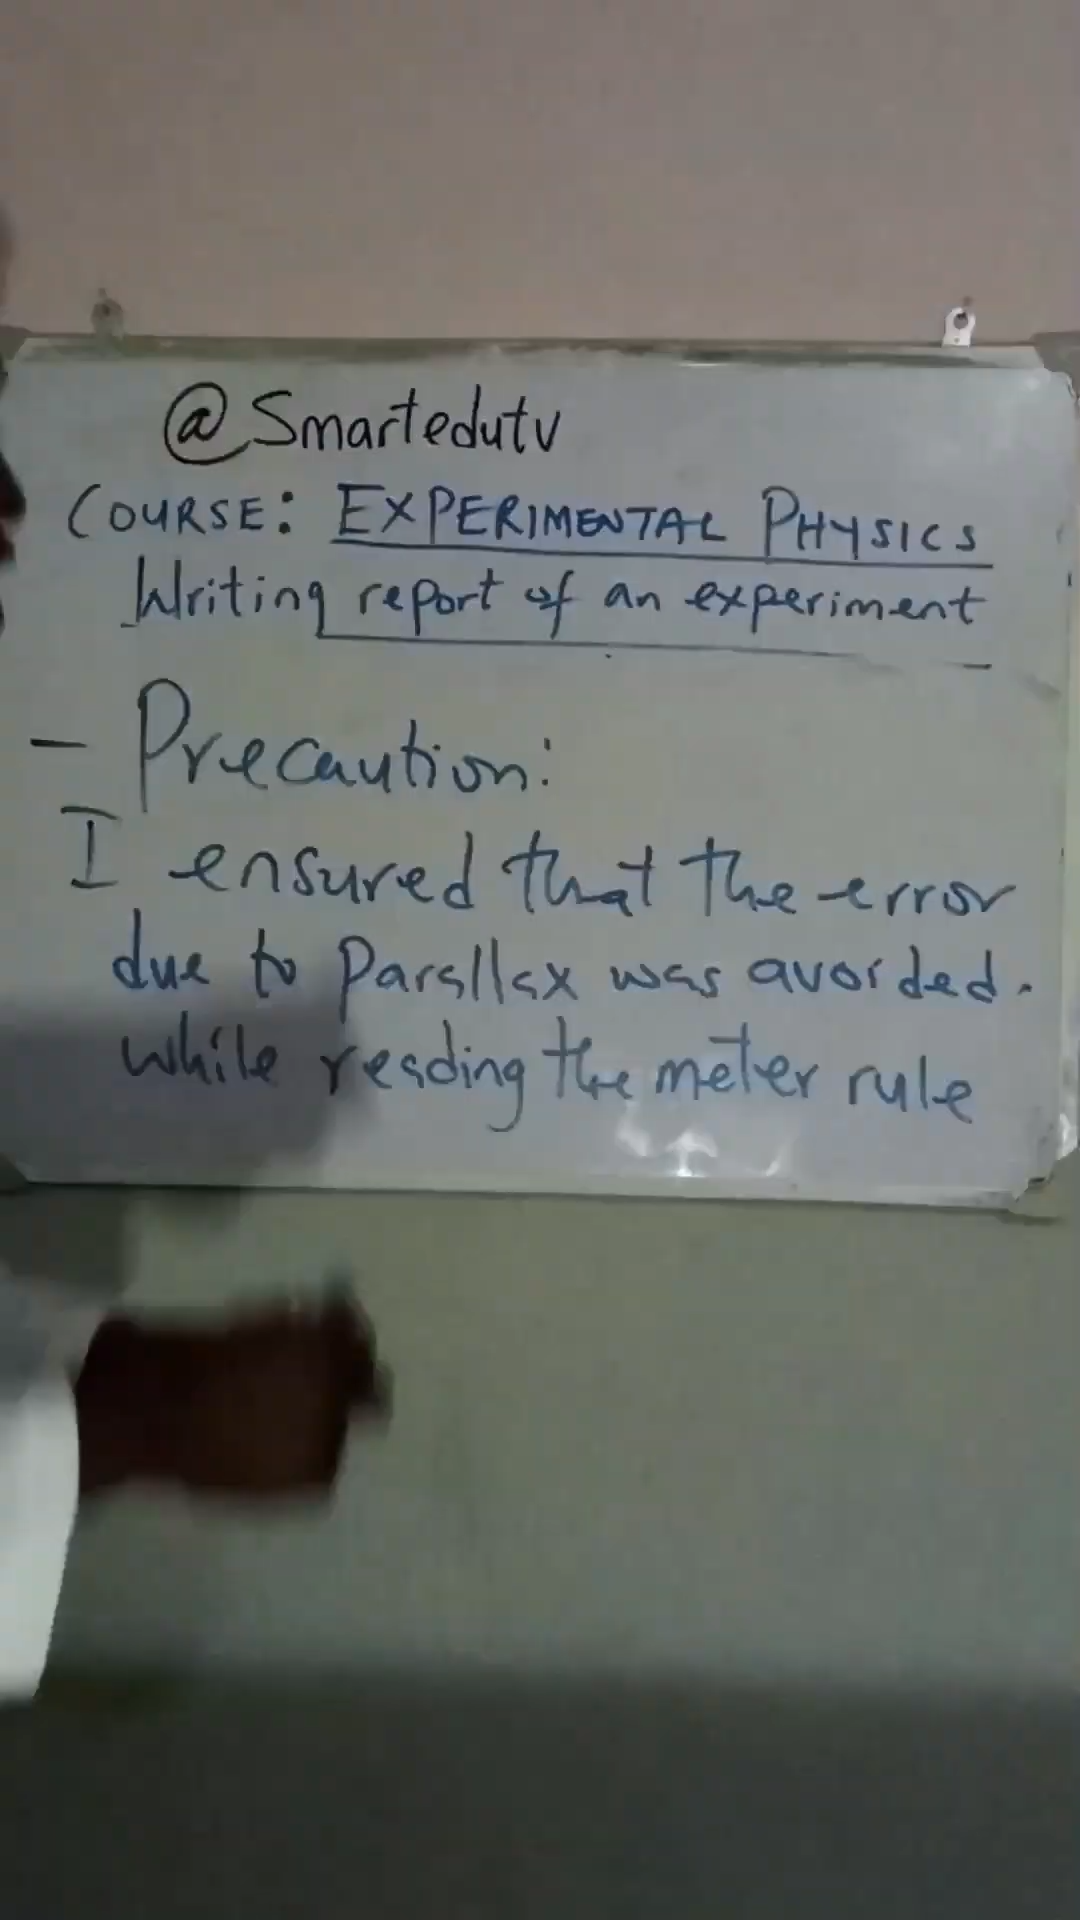 @Smartedutv
COURSE: EXPERIMENTAL PHYSICS
Writing report of an experiment
- Precaution:
I ensured that the error
due to Parallax was avoided.
while reading the meter rule